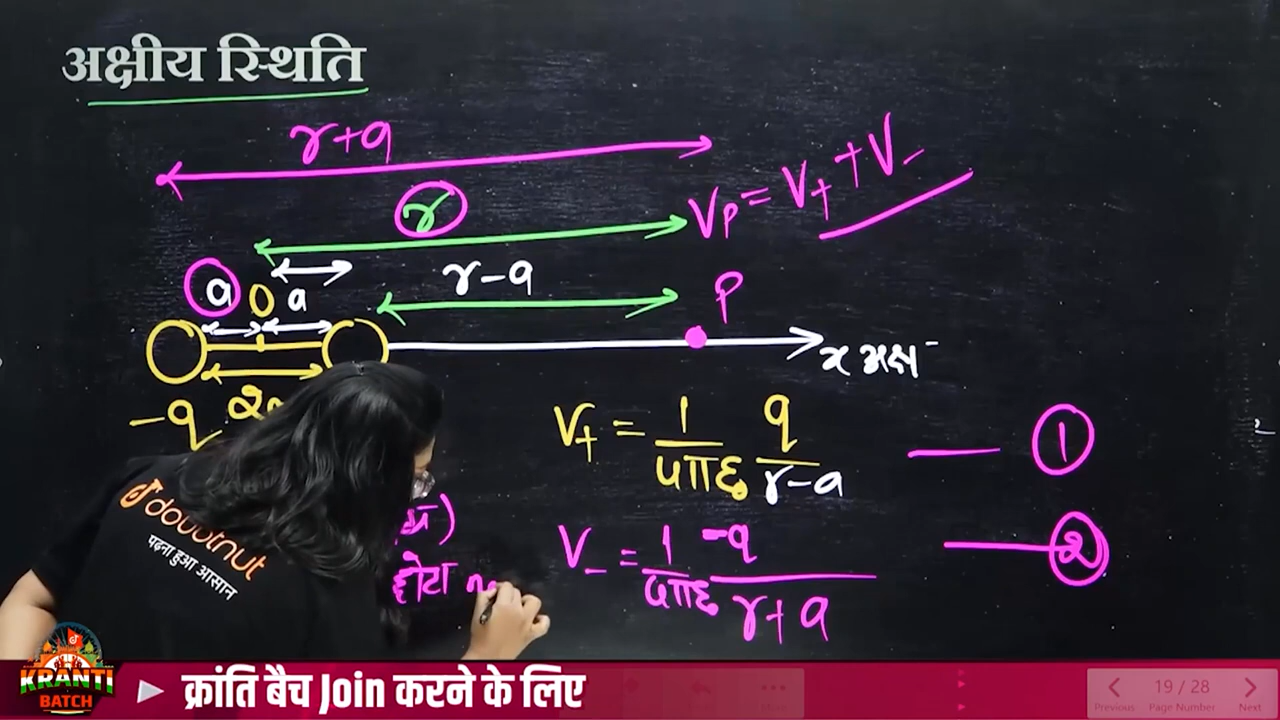 अक्षीय स्थिति
r+a
r
Vp = V+ + V-
a 0 a
r-a
P
x अक्ष
-q
V+ = 1/4πε₀ q/r-a
1
छोटा
V- = 1/4πε₀ -q/r+a
2
doubtnut
पढ़ना हुआ आसान
KRANTI
BATCH
क्रांति बैच Join करने के लिए
19 / 28
Previous Page Number Next